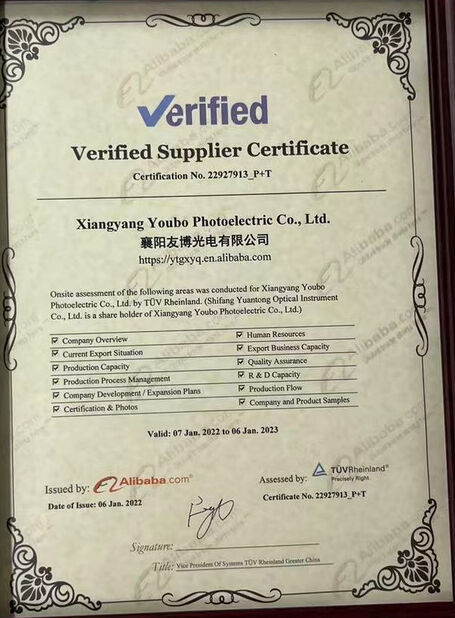 Verified
Verified Supplier Certificate
Certification No. 22927913_P+T
Xiangyang Youbo Photoelectric Co., Ltd.
襄阳友博光电有限公司
https://ytgxyq.en.alibaba.com
Onsite assessment of the following areas was conducted for Xiangyang Youbo
Photoelectric Co., Ltd. by TÜV Rheinland. (Shifang Yuantong Optical Instrument
Co., Ltd. is a share holder of Xiangyang Youbo Photoelectric Co., Ltd.)
Company Overview
Current Export Situation
Production Capacity
Production Process Management
Company Development / Expansion Plans
Certification & Photos
Human Resources
Export Business Capacity
Quality Assurance
R & D Capacity
Production Flow
Company and Product Samples
Valid: 07 Jan. 2022 to 06 Jan. 2023
Issued by: Alibaba.com®
Date of Issue: 06 Jan. 2022
Assessed by: TÜVRheinland®
Precisely Right.
Certificate No. 22927913_P+T
Signature:
Title: Vice President Of Systems TÜV Rheinland Greater China